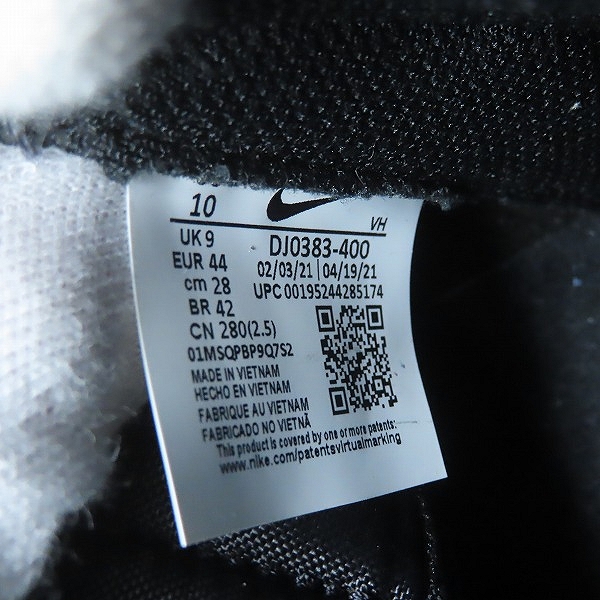 10
VH
UK 9
EUR 44
cm 28
BR 42
CN 280(2.5)
DJ0383-400
02/03/21 | 04/19/21
UPC 00195244285174
01MSQPBP9Q7S2
MADE IN VIETNAM
HECHO EN VIETNAM
FABRIQUE AU VIETNAM
FABRICADO NO VIETNÃ
This product is covered by one or more patents:
www.nike.com/patentsvirtualmarking